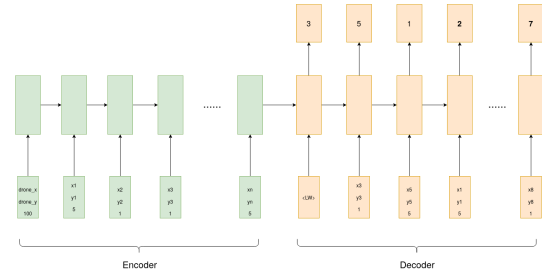 3 5 1 2 7
...... ......
drone_x x1 x2 x3 xn x3 x5 x1 x8
drone_y y1 y2 y3 yn y3 y5 y1 y8
100 5 1 1 5 1 5 5 1
Encoder Decoder